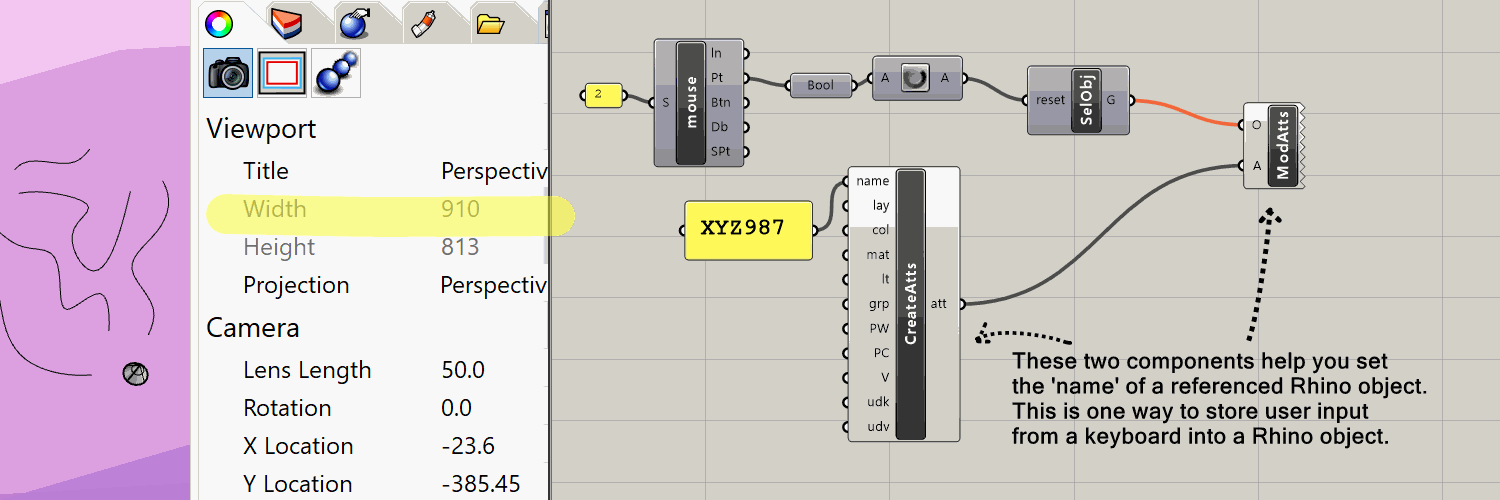 Viewport
Title Perspectiv
Width 910
Height 813
Projection Perspectiv
Camera
Lens Length 50.0
Rotation 0.0
X Location -23.6
Y Location -385.45
2
S
mouse
In
Pt
Btn
Db
SPt
Bool
A A
reset SelObj G
O
A
ModAtts
XYZ987
name
lay
col
mat
lt
grp
PW
PC
V
udk
udv
CreateAtts
att
These two components help you set
the 'name' of a referenced Rhino object.
This is one way to store user input
from a keyboard into a Rhino object.